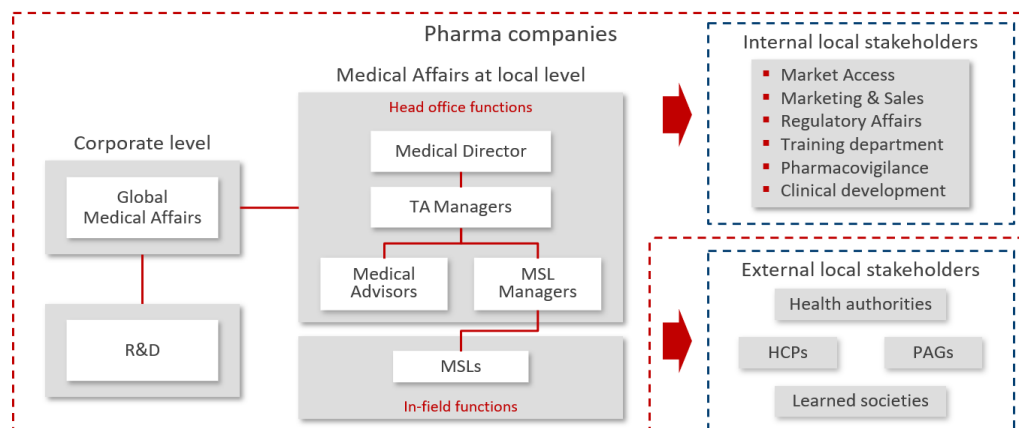 Pharma companies
Corporate level
Global
Medical Affairs
R&D
Medical Affairs at local level
Head office functions
Medical Director
TA Managers
Medical
Advisors
MSL
Managers
MSLs
In-field functions
Internal local stakeholders
Market Access
Marketing & Sales
Regulatory Affairs
Training department
Pharmacovigilance
Clinical development
External local stakeholders
Health authorities
HCPs
PAGs
Learned societies